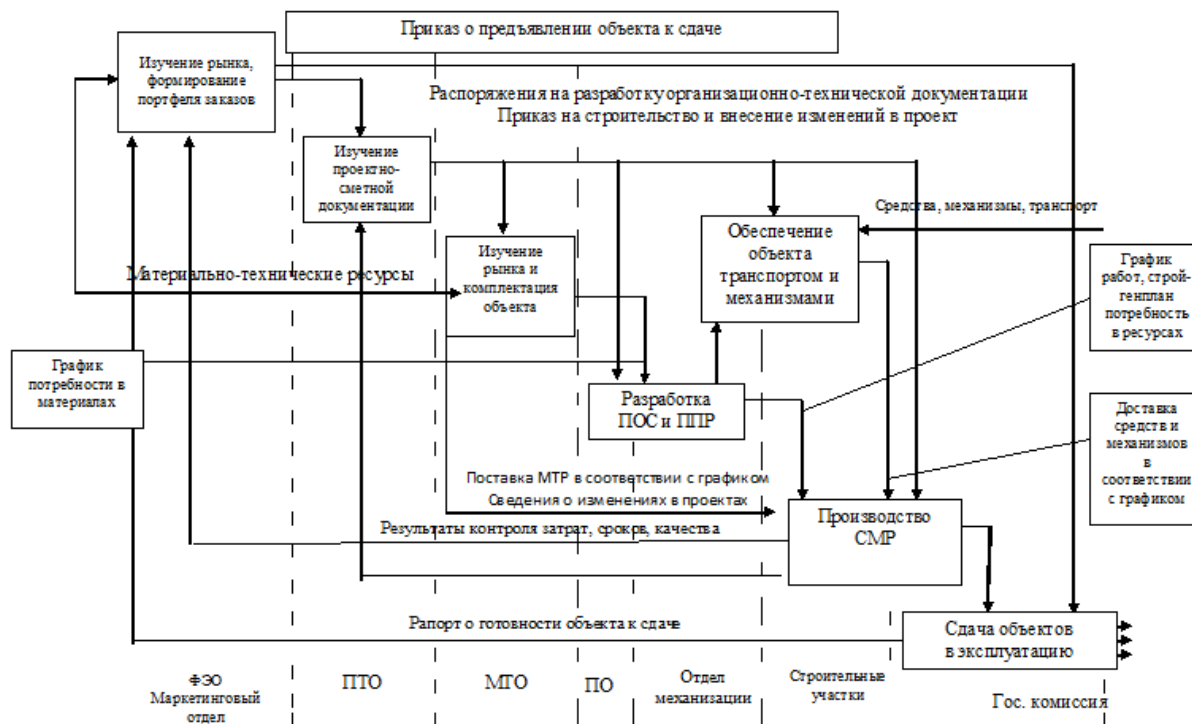 Приказ о предъявлении объекта к сдаче
Изучение рынка,
формирование
портфеля заказов
Распоряжения на разработку организационно-технической документации
Приказ на строительство и внесение изменений в проект
Изучение
проектно-
сметной
документации
Средства, механизмы, транспорт
Обеспечение
объекта
транспортом и
механизмами
Изучение
рынка и
комплектация
объекта
Материально-технические ресурсы
График
работ, строй-
генплан
потребность
в ресурсах
График
потребности в
материалах
Разработка
ПОС и ППР
Доставка
средств и
механизмов
в
соответствии
с графиком
Поставка МТР в соответствии с графиком
Сведения о изменениях в проектах
Производство
СМР
Результаты контроля затрат, сроков, качества
Рапорт о готовности объекта к сдаче
Сдача объектов
в эксплуатацию
ФЭО
Маркетинговый
отдел
ПТО
МТО
ПО
Отдел
механизации
Строительные
участки
Гос. комиссия